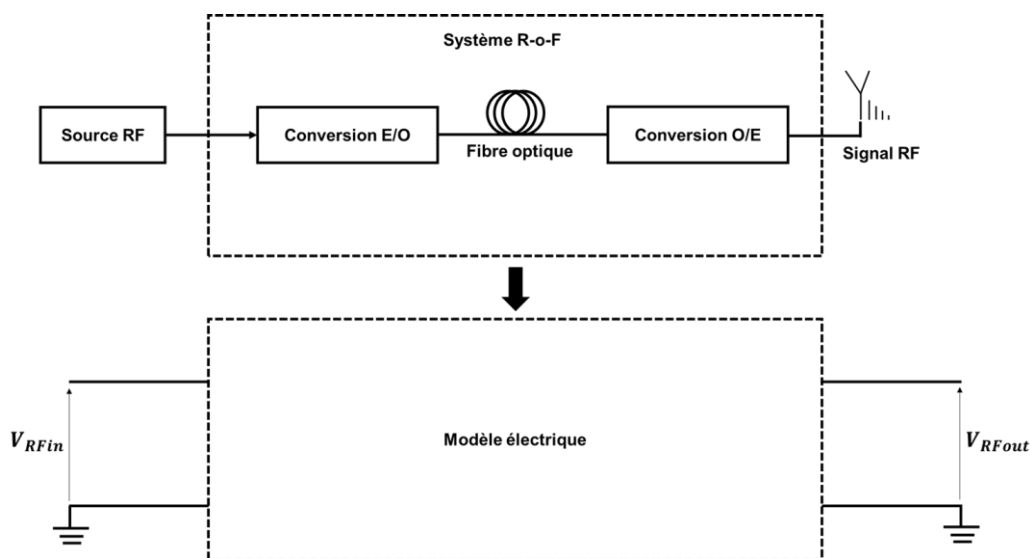 Système R-o-F
Source RF
Conversion E/O
Fibre optique
Conversion O/E
Signal RF
V_RFin
Modèle électrique
V_RFout